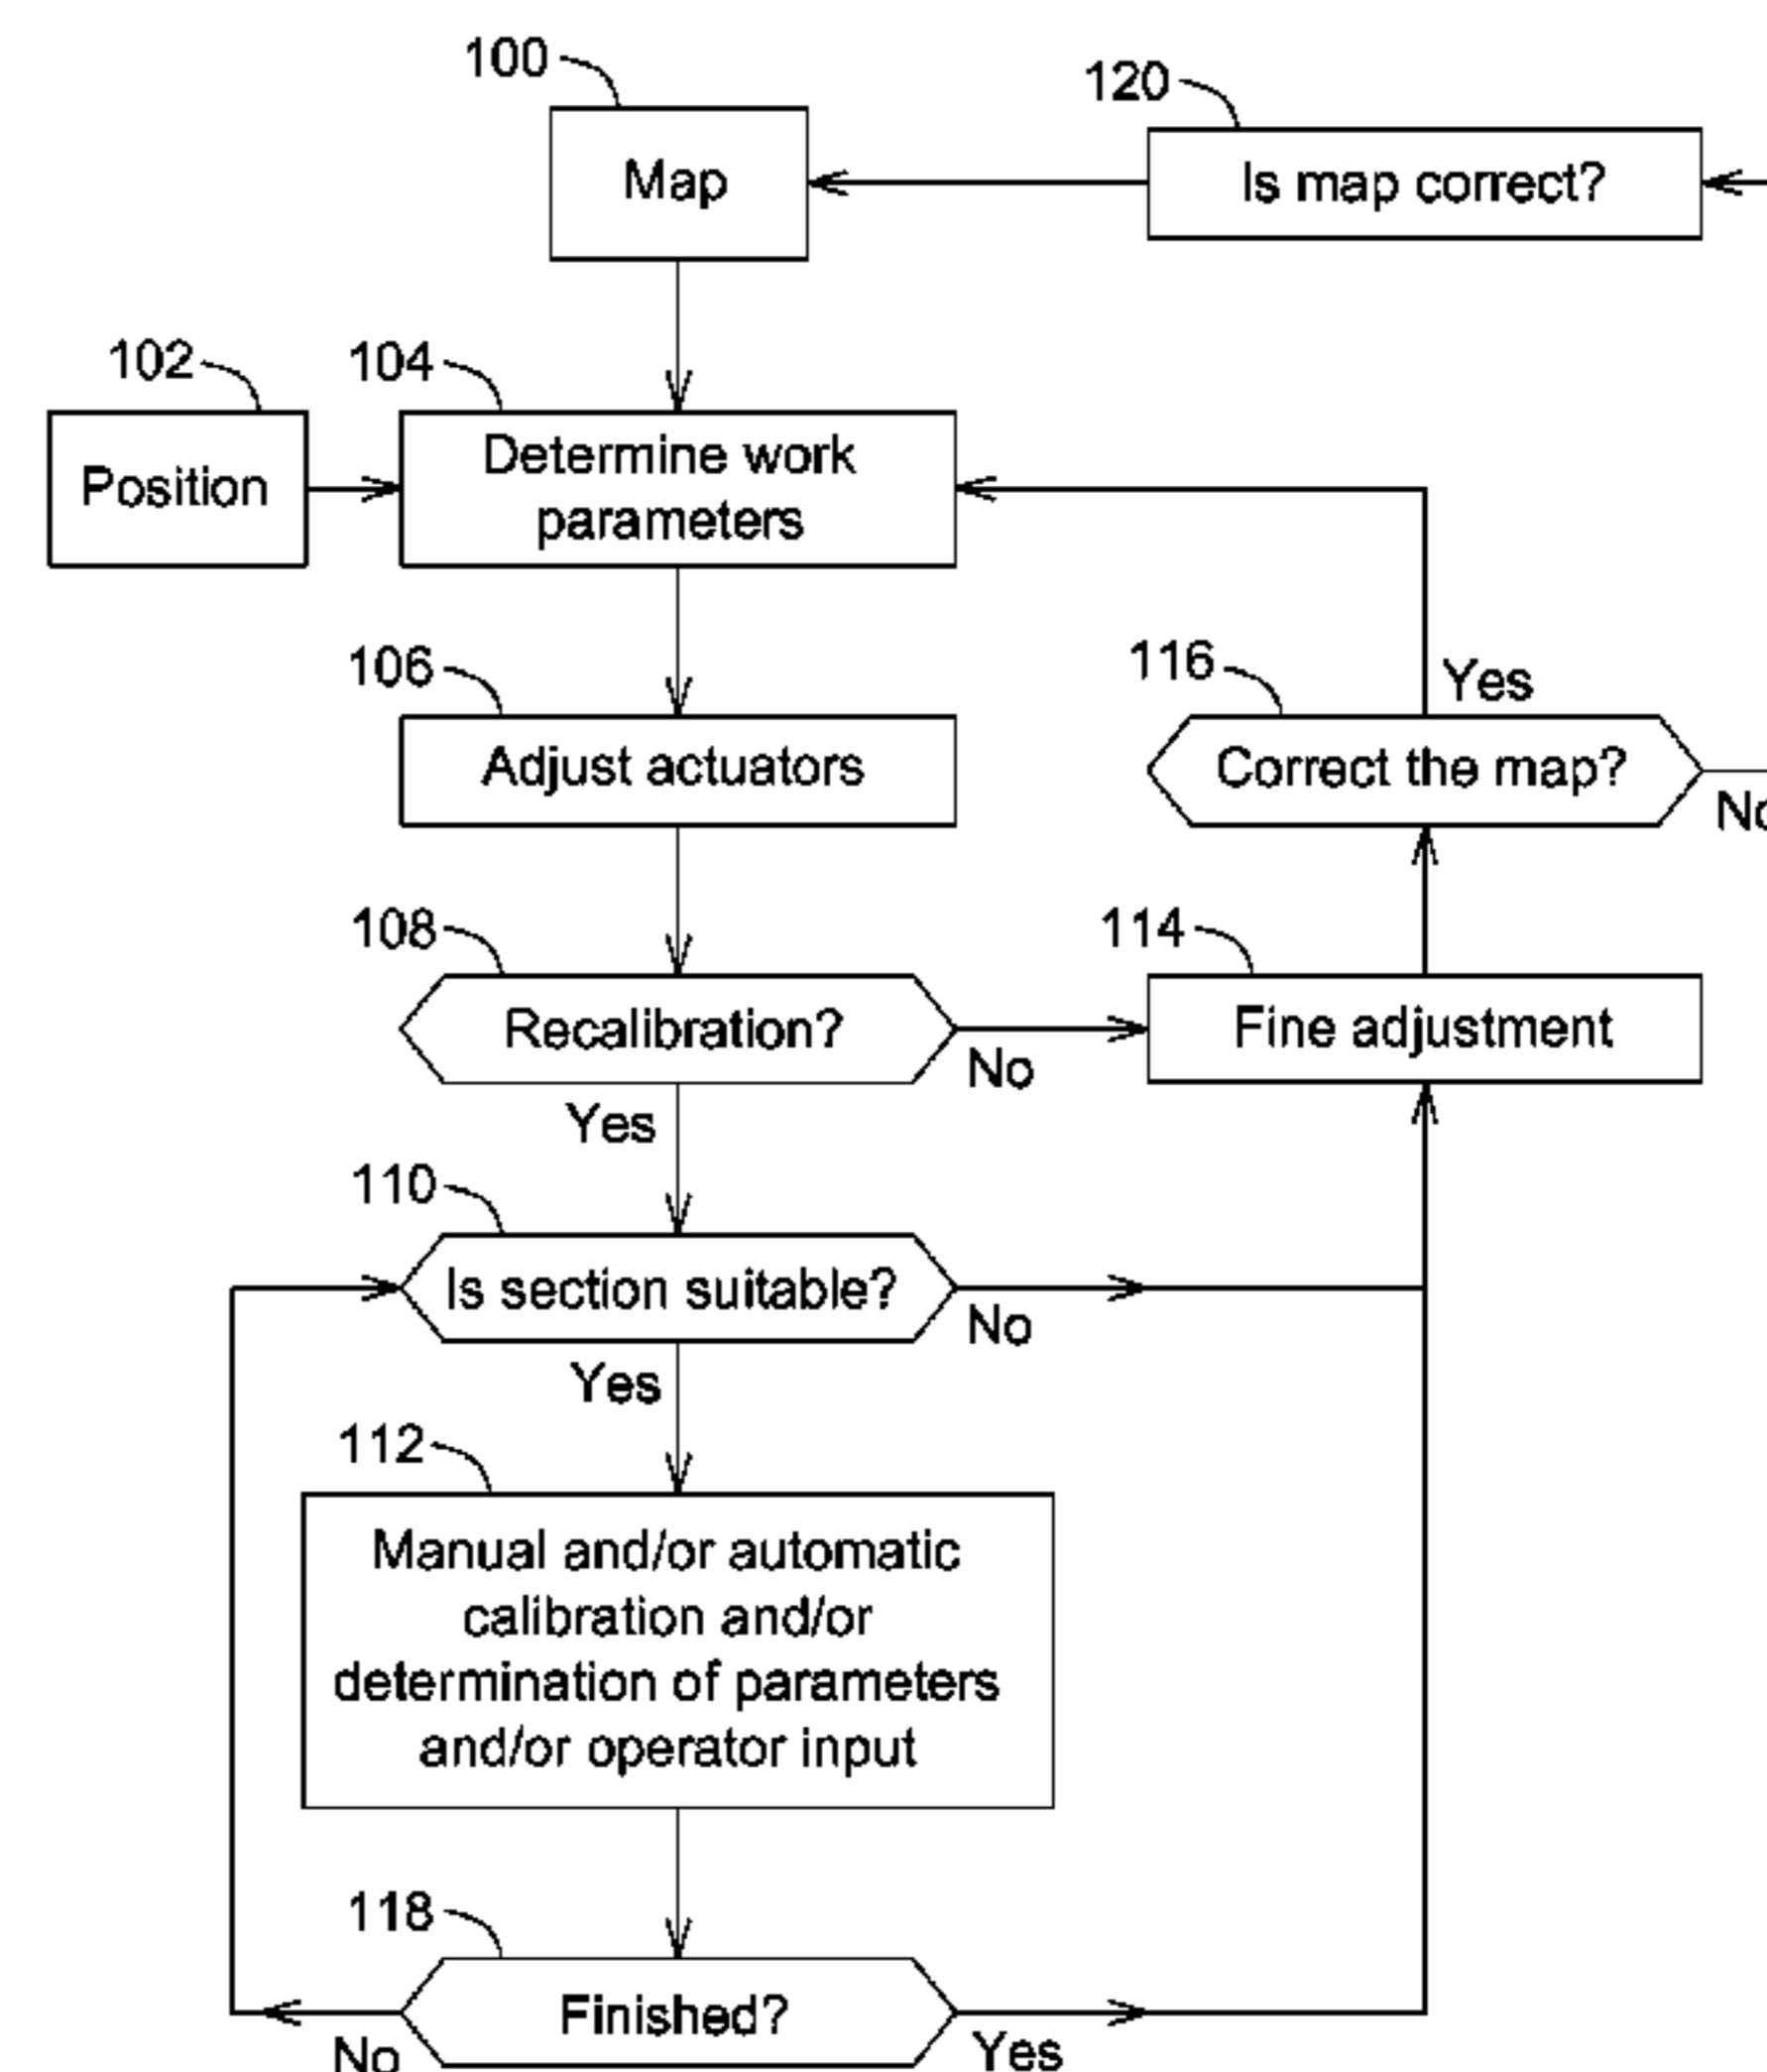 100
120
Map
Is map correct?
102
104
Position
Determine work
parameters
106
116
Yes
Adjust actuators
Correct the map?
No
108
114
Recalibration?
Fine adjustment
No
Yes
110
Is section suitable?
No
Yes
112
Manual and/or automatic
calibration and/or
determination of parameters
and/or operator input
118
Finished?
No
Yes